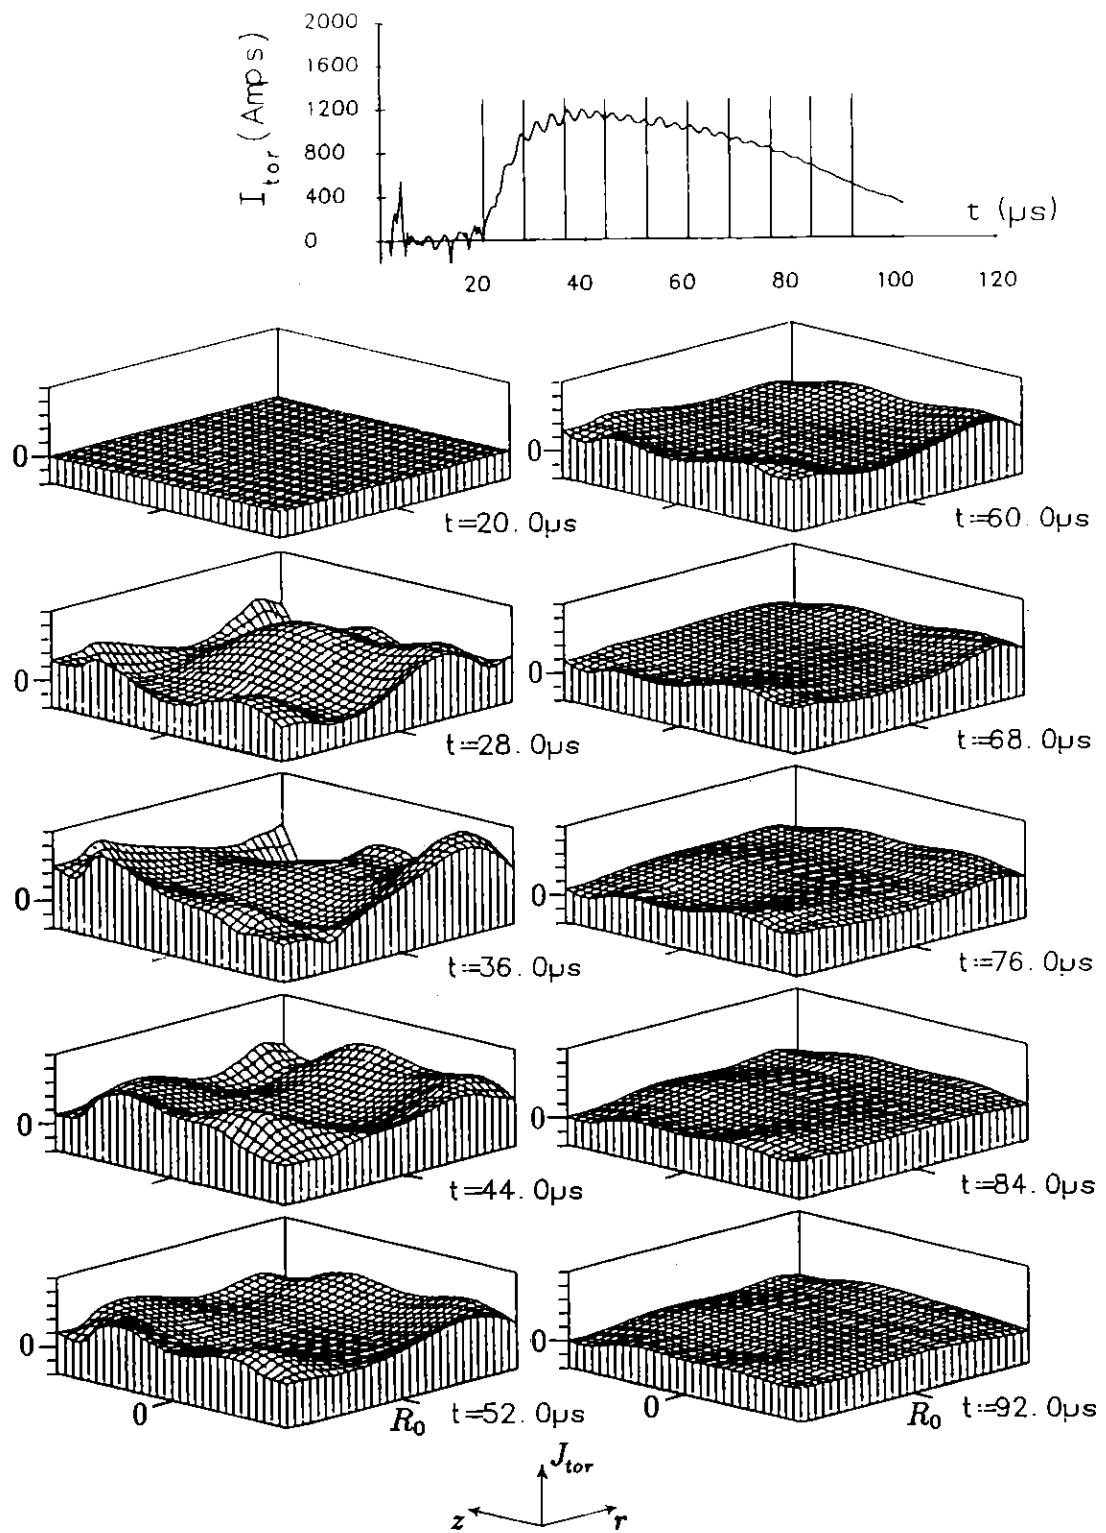 2000
1600
1200
800
400
0
I_tor (Amps)
t (µs)
20 40 60 80 100 120
0 0
t=20.0µs t=60.0µs
0 0
t=28.0µs t=68.0µs
0 0
t=36.0µs t=76.0µs
0 0
t=44.0µs t=84.0µs
0 0
0 R_0 t=52.0µs 0 R_0 t=92.0µs
J_tor
z r